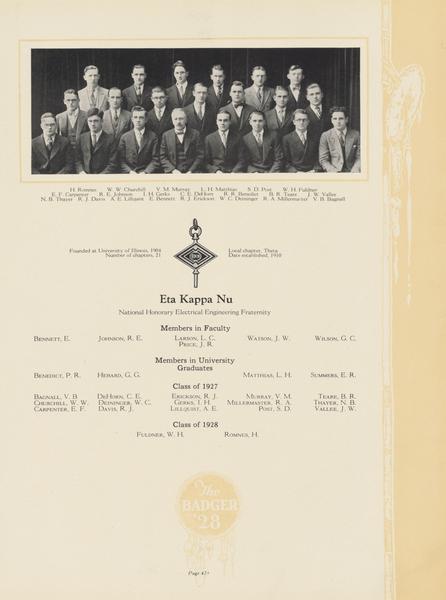 H. Romnes W. W. Churchill V. M. Murray L. H. Matthias S. D. Post W. H. Fuldner
E. F. Carpenter R. E. Johnson I. H. Gerks C. E. DeHorn R. R. Benedict B. R. Teare J. W. Vallee
N. B. Thayer R. J. Davis A. E. Lillquist E. Bennett R. J. Erickson W. C. Deininger R. A. Millermaster V. B. Bagnall
Founded at University of Illinois, 1904
Number of chapters, 21
Local chapter, Theta
Date established, 1910
Eta Kappa Nu
National Honorary Electrical Engineering Fraternity
Members in Faculty
Bennett, E. Johnson, R. E. Larson, L. C. Watson, J. W. Wilson, G. C.
Price, J. R.
Members in University
Graduates
Benedict, P. R. Hebard, G. G. Matthias, L. H. Summers, E. R.
Class of 1927
Bagnall, V. B DeHorn, C. E. Erickson, R. J. Murray, V. M. Teare, B. R.
Churchill, W. W. Deininger, W. C. Gerks, I. H. Millermaster, R. A. Thayer, N. B.
Carpenter, E. F. Davis, R. J. Lillquist, A. E. Post, S. D. Vallee, J. W.
Class of 1928
Fuldner, W. H. Romnes, H.
The
BADGER
'28
Page